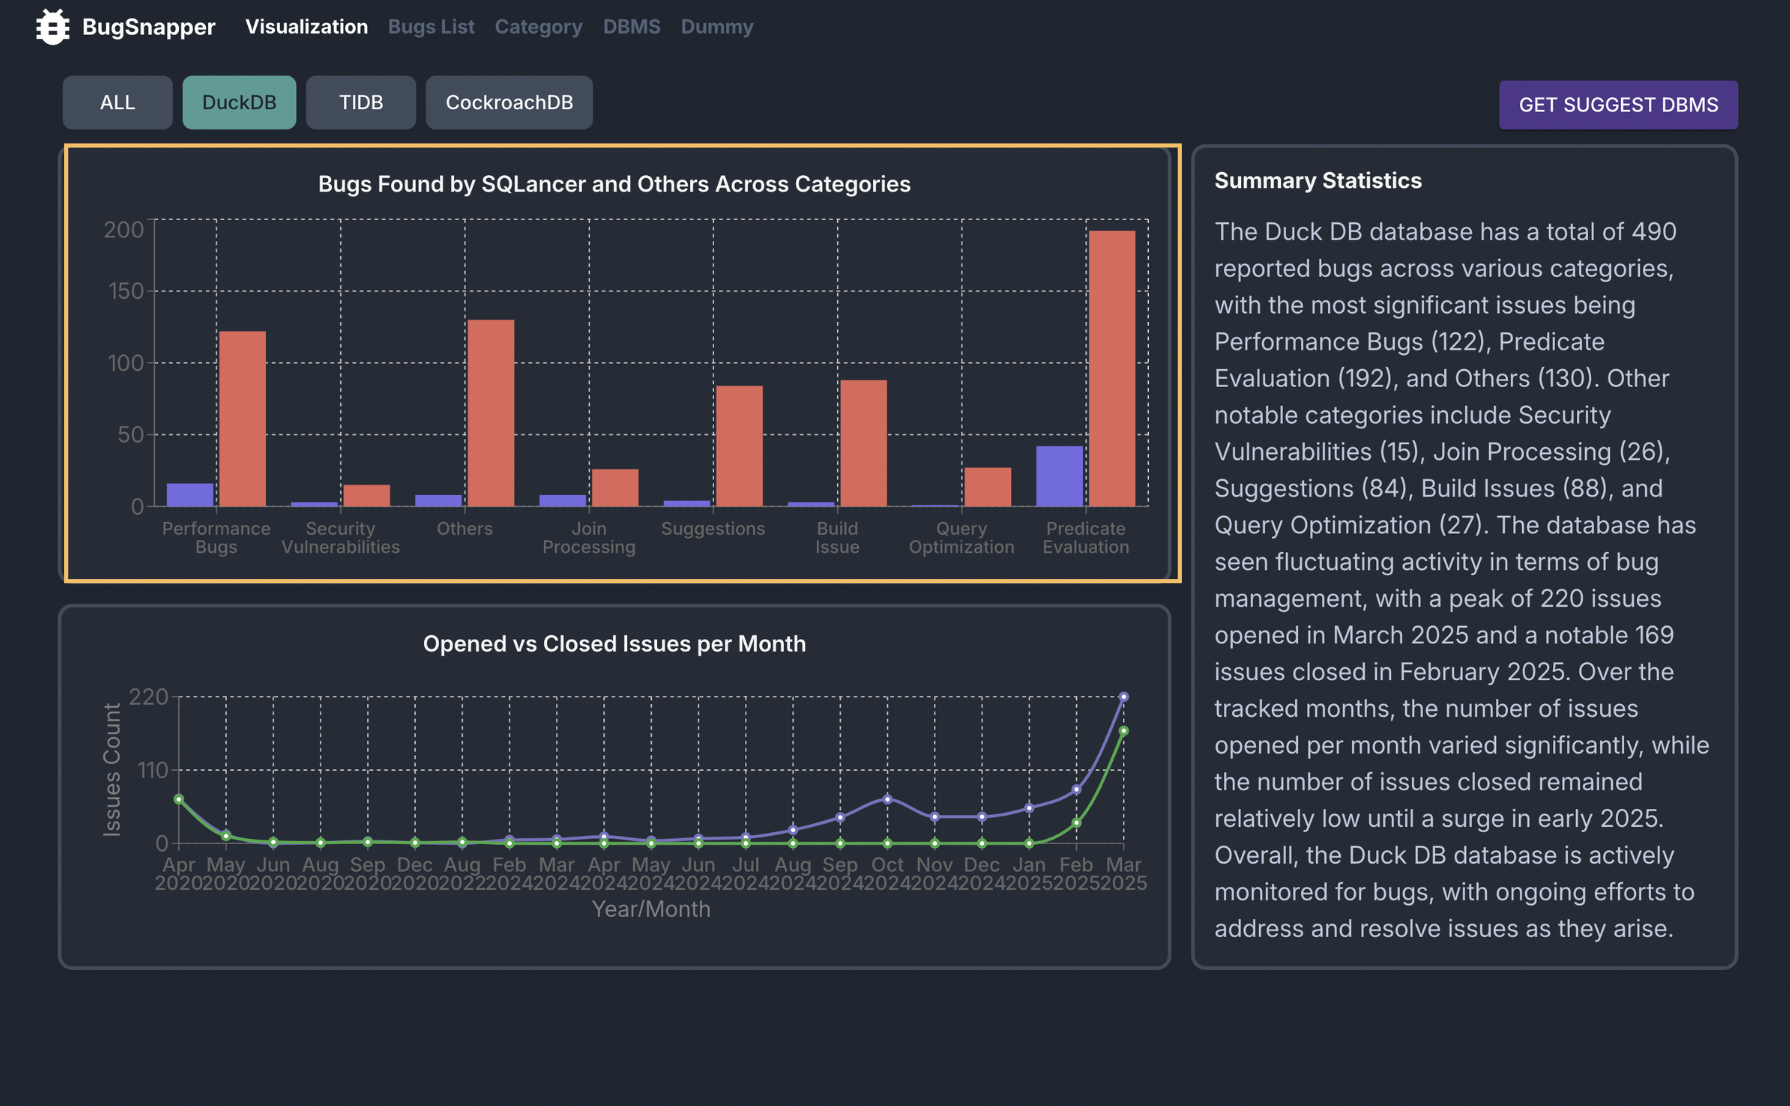 BugSnapper Visualization Bugs List Category DBMS Dummy
ALL DuckDB TIDB CockroachDB
GET SUGGEST DBMS
Bugs Found by SQLancer and Others Across Categories
200
150
100
50
0
Performance Bugs
Security Vulnerabilities
Others
Join Processing
Suggestions
Build Issue
Query Optimization
Predicate Evaluation
Opened vs Closed Issues per Month
Issues Count
220
110
0
Apr May Jun Aug Sep Dec Aug Feb Mar Apr May Jun Jul Aug Sep Oct Nov Dec Jan Feb Mar
2020 2020 2020 2020 2020 2020 2022 2024 2024 2024 2024 2024 2024 2024 2024 2024 2024 2024 2025 2025 2025
Year/Month
Summary Statistics
The Duck DB database has a total of 490
reported bugs across various categories,
with the most significant issues being
Performance Bugs (122), Predicate
Evaluation (192), and Others (130). Other
notable categories include Security
Vulnerabilities (15), Join Processing (26),
Suggestions (84), Build Issues (88), and
Query Optimization (27). The database has
seen fluctuating activity in terms of bug
management, with a peak of 220 issues
opened in March 2025 and a notable 169
issues closed in February 2025. Over the
tracked months, the number of issues
opened per month varied significantly, while
the number of issues closed remained
relatively low until a surge in early 2025.
Overall, the Duck DB database is actively
monitored for bugs, with ongoing efforts to
address and resolve issues as they arise.